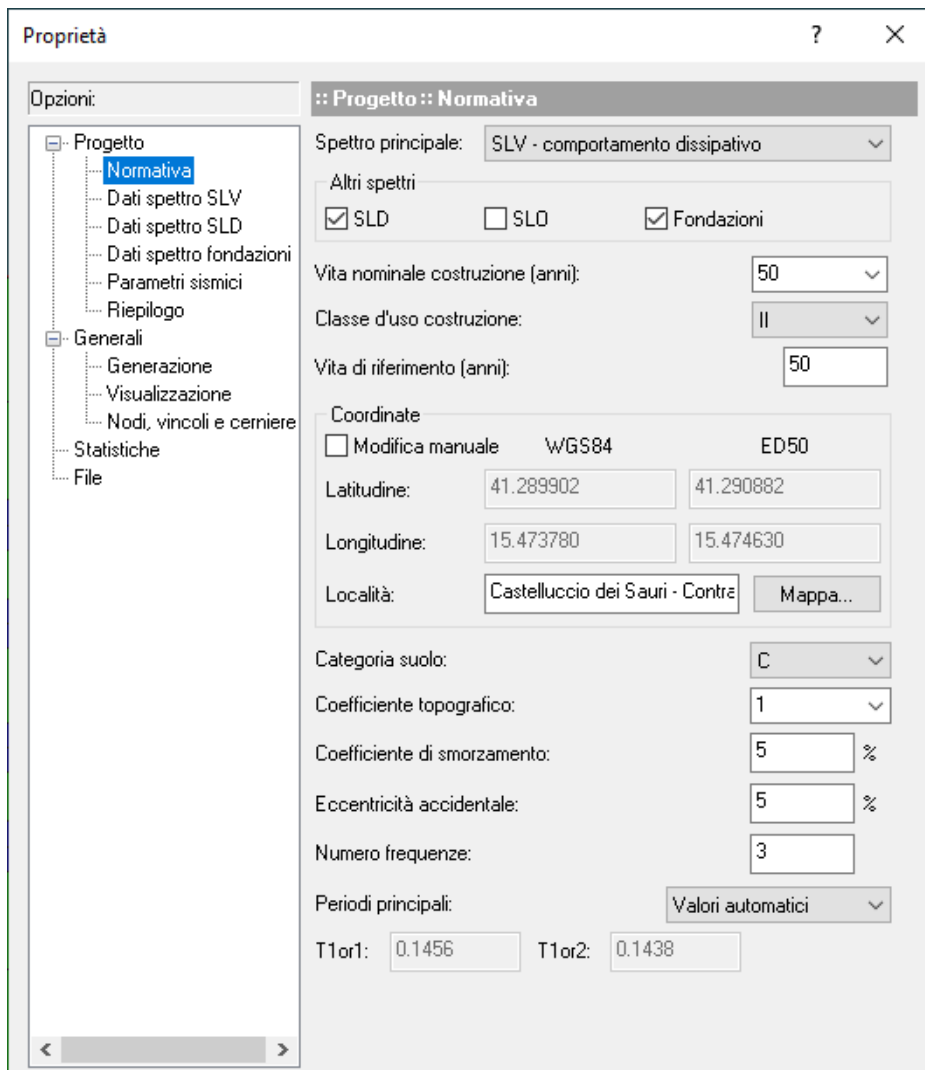 Proprietà ? ×
Opzioni:
:: Progetto :: Normativa
Progetto
Normativa
Dati spettro SLV
Dati spettro SLD
Dati spettro fondazioni
Parametri sismici
Riepilogo
Generali
Generazione
Visualizzazione
Nodi, vincoli e cerniere
Statistiche
File
Spettro principale: SLV - comportamento dissipativo
Altri spettri
SLD SLO Fondazioni
Vita nominale costruzione (anni): 50
Classe d'uso costruzione: II
Vita di riferimento (anni): 50
Coordinate
Modifica manuale WGS84 ED50
Latitudine: 41.289902 41.290882
Longitudine: 15.473780 15.474630
Località: Castelluccio dei Sauri - Contra Mappa...
Categoria suolo: C
Coefficiente topografico: 1
Coefficiente di smorzamento: 5 %
Eccentricità accidentale: 5 %
Numero frequenze: 3
Periodi principali: Valori automatici
T1or1: 0.1456 T1or2: 0.1438